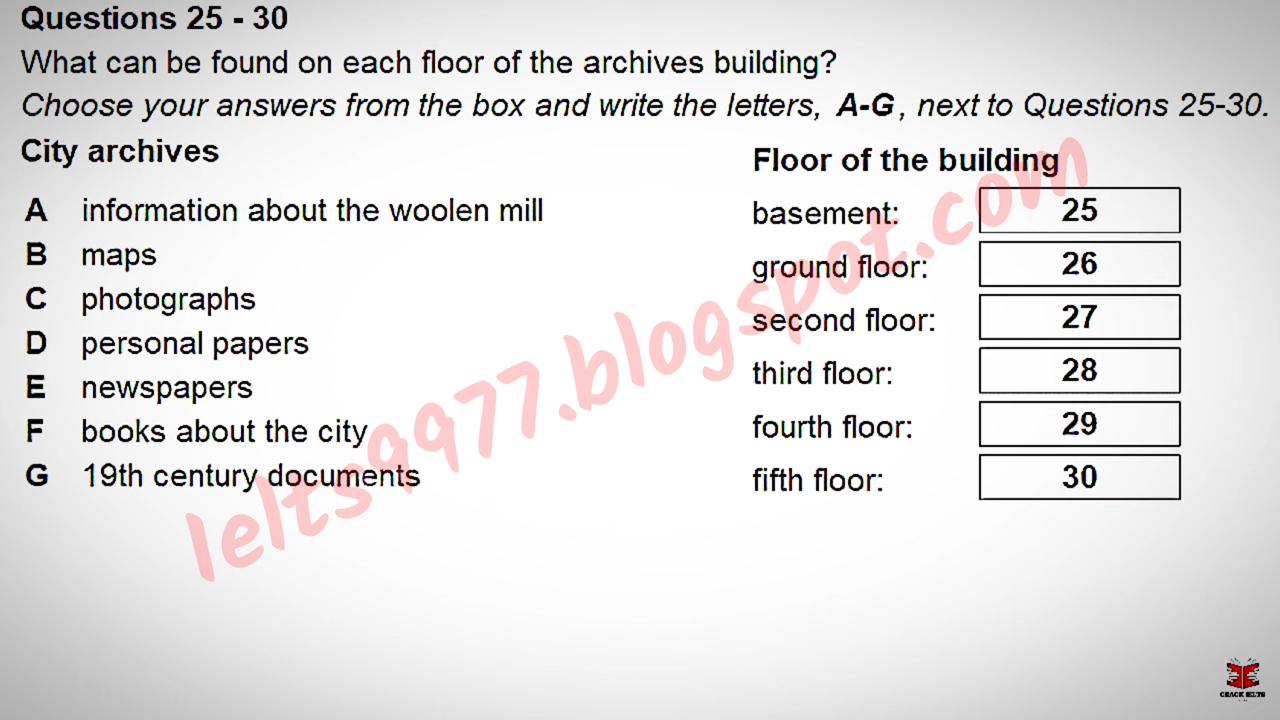 Questions 25 - 30
What can be found on each floor of the archives building?
Choose your answers from the box and write the letters, A-G, next to Questions 25-30.
City archives
A information about the woolen mill
B maps
C photographs
D personal papers
E newspapers
F books about the city
G 19th century documents
Floor of the building
basement: 25
ground floor: 26
second floor: 27
third floor: 28
fourth floor: 29
fifth floor: 30
Ielts9977.blogspot.com
CRACK IELTS